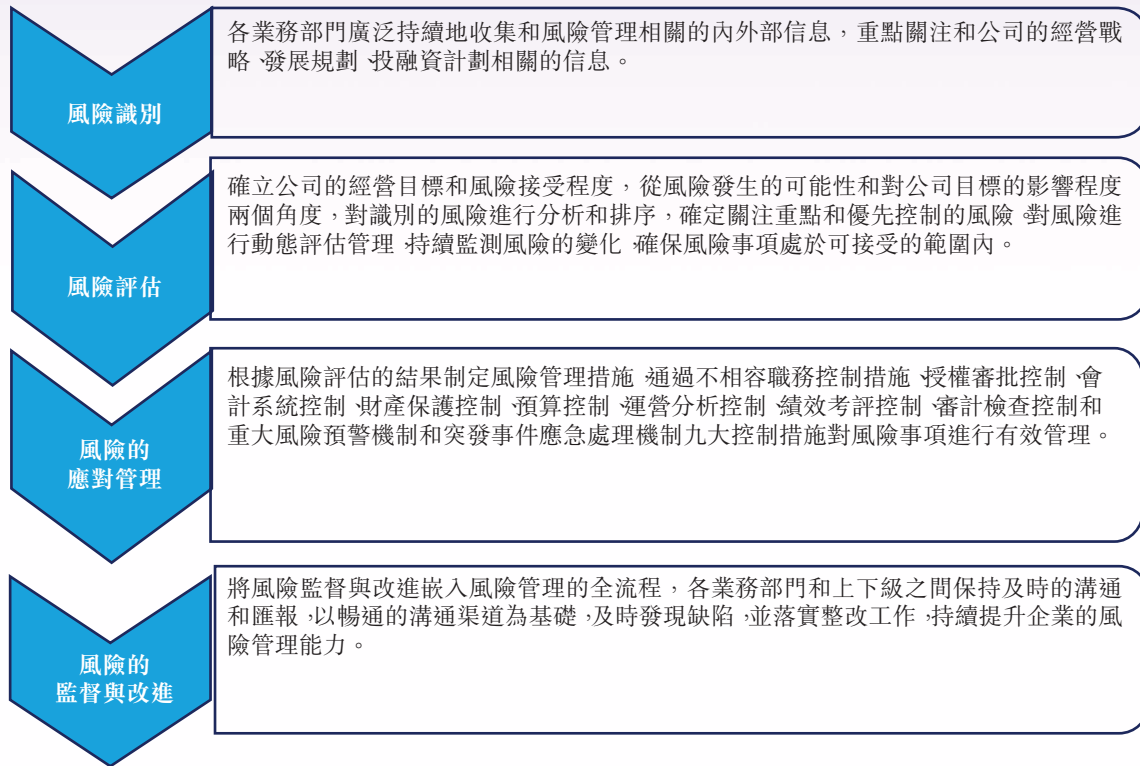 風險識別
各業務部門廣泛持續地收集和風險管理相關的內外部信息，重點關注和公司的經營戰
略、發展規劃、投融資計劃相關的信息。
風險評估
確立公司的經營目標和風險接受程度，從風險發生的可能性和對公司目標的影響程度
兩個角度，對識別的風險進行分析和排序，確定關注重點和優先控制的風險。對風險進
行動態評估管理，持續監測風險的變化，確保風險事項處於可接受的範圍內。
風險的
應對管理
根據風險評估的結果制定風險管理措施，通過不相容職務控制措施、授權審批控制、會
計系統控制、財產保護控制、預算控制、運營分析控制、績效考評控制、審計檢查控制和
重大風險預警機制和突發事件應急處理機制九大控制措施對風險事項進行有效管理。
風險的
監督與改進
將風險監督與改進嵌入風險管理的全流程，各業務部門和上下級之間保持及時的溝通
和匯報，以暢通的溝通渠道為基礎，及時發現缺陷，並落實整改工作，持續提升企業的風
險管理能力。